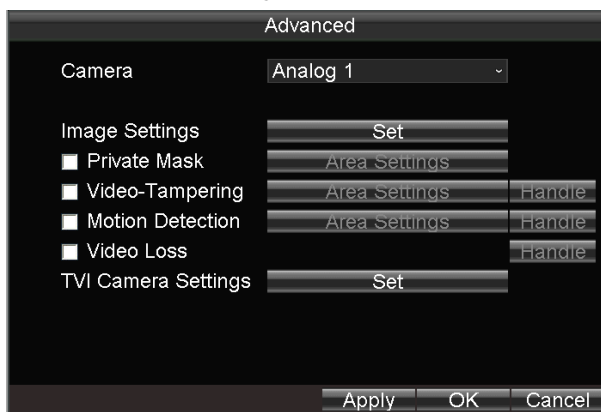 Advanced
Camera Analog 1
Image Settings Set
Private Mask Area Settings
Video-Tampering Area Settings Handle
Motion Detection Area Settings Handle
Video Loss Handle
TVI Camera Settings Set
Apply OK Cancel